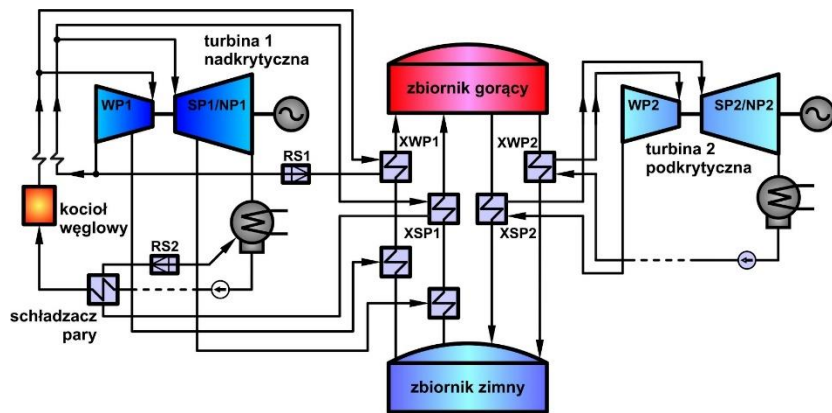 turbina 1
nadkrytyczna
WP1
SP1/NP1
zbiornik gorący
WP2
SP2/NP2
turbina 2
podkrytyczna
XWP1
XWP2
RS1
kocioł
węglowy
XSP1
XSP2
RS2
schładzacz
pary
zbiornik zimny